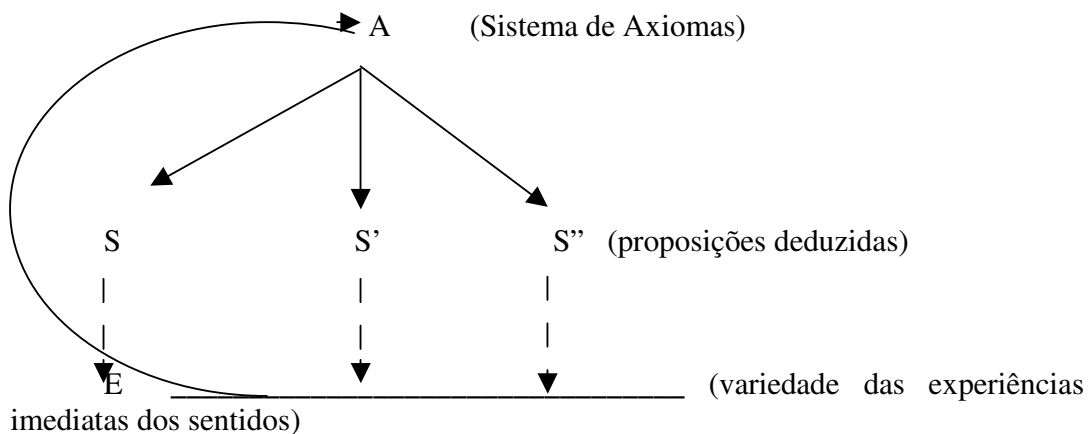 A (Sistema de Axiomas)
S S’ S” (proposições deduzidas)
E (variedade das experiências
imediatas dos sentidos)